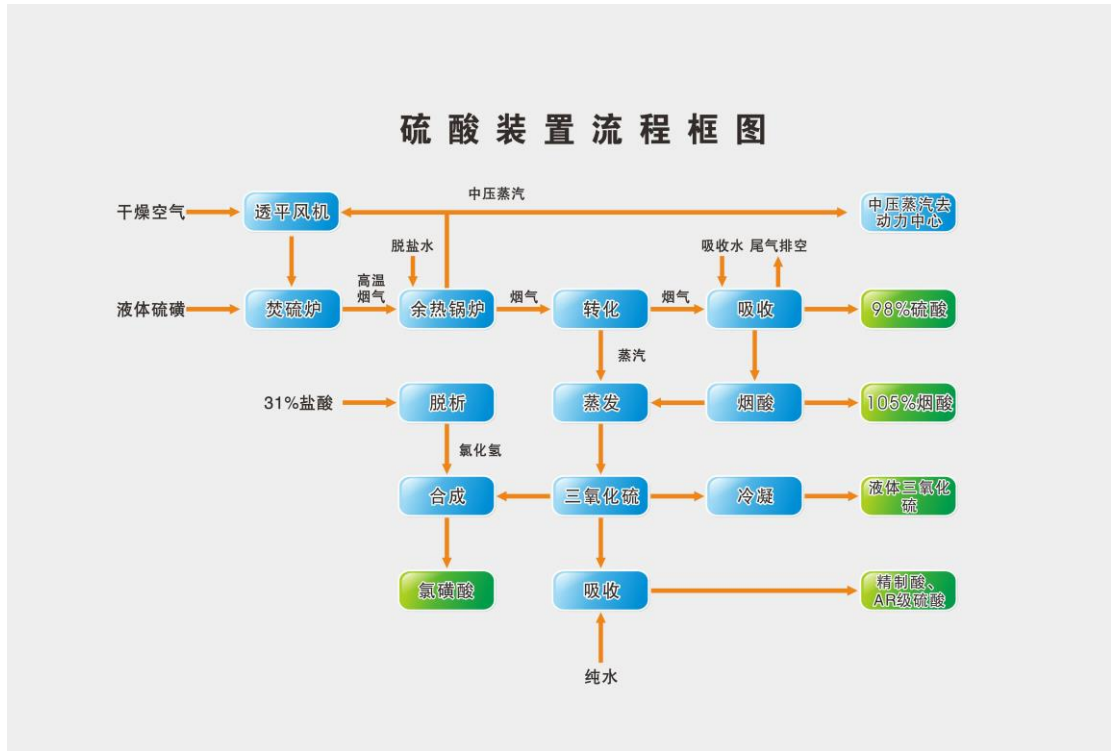 硫酸装置流程框图
中压蒸汽
干燥空气
透平风机
中压蒸汽去
动力中心
脱盐水
吸收水
尾气排空
高温
烟气
液体硫磺
焚硫炉
余热锅炉
烟气
转化
烟气
吸收
98%硫酸
蒸汽
31%盐酸
脱析
蒸发
烟酸
105%烟酸
氯化氢
合成
三氧化硫
冷凝
液体三氧化
硫
氯磺酸
吸收
精制酸、
AR级硫酸
纯水